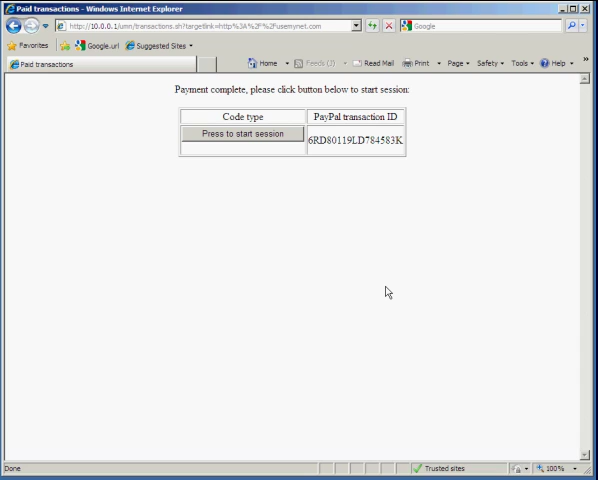 Paid transactions - Windows Internet Explorer
http://10.0.0.1/umn/transactions.sh?targetlink=http%3A%2F%2Fusemynet.com
Google
Favorites Google.url Suggested Sites
Paid transactions Home Feeds (J) Read Mail Print Page Safety Tools Help »
Payment complete, please click button below to start session:
Code type PayPal transaction ID
Press to start session 6RD80119LD784583K
Done Trusted sites 100%